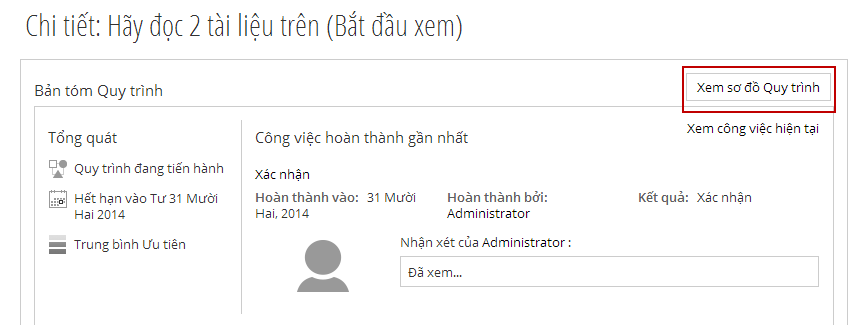 Chi tiết: Hãy đọc 2 tài liệu trên (Bắt đầu xem)
Bản tóm Quy trình
Xem sơ đồ Quy trình
Xem công việc hiện tại
Tổng quát
Quy trình đang tiến hành
Hết hạn vào Tư 31 Mười
Hai 2014
Trung bình Ưu tiên
Công việc hoàn thành gần nhất
Xác nhận
Hoàn thành vào: 31 Mười
Hai, 2014
Hoàn thành bởi:
Administrator
Kết quả: Xác nhận
Nhận xét của Administrator :
Đã xem...